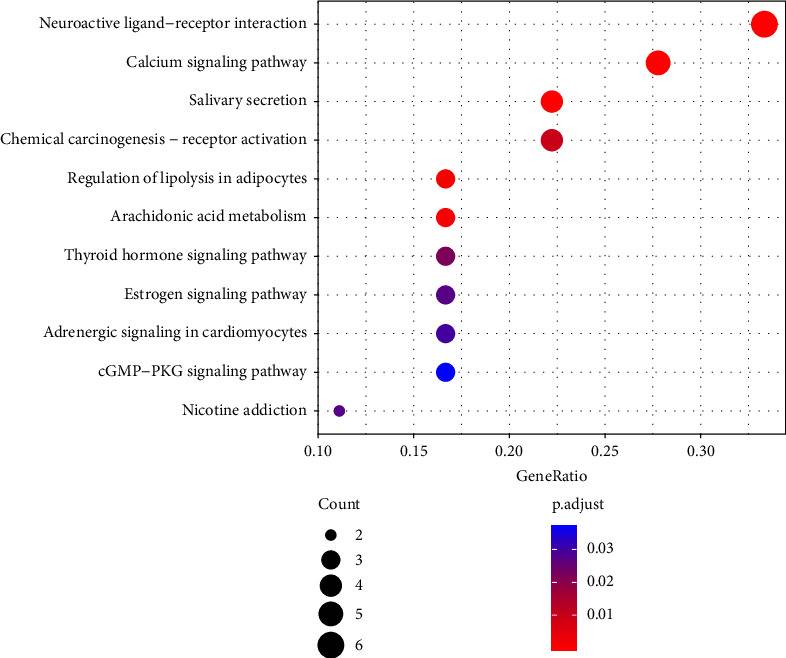 Neuroactive ligand−receptor interaction
Calcium signaling pathway
Salivary secretion
Chemical carcinogenesis − receptor activation
Regulation of lipolysis in adipocytes
Arachidonic acid metabolism
Thyroid hormone signaling pathway
Estrogen signaling pathway
Adrenergic signaling in cardiomyocytes
cGMP−PKG signaling pathway
Nicotine addiction
0.10 0.15 0.20 0.25 0.30
GeneRatio
Count
2
3
4
5
6
p.adjust
0.03
0.02
0.01